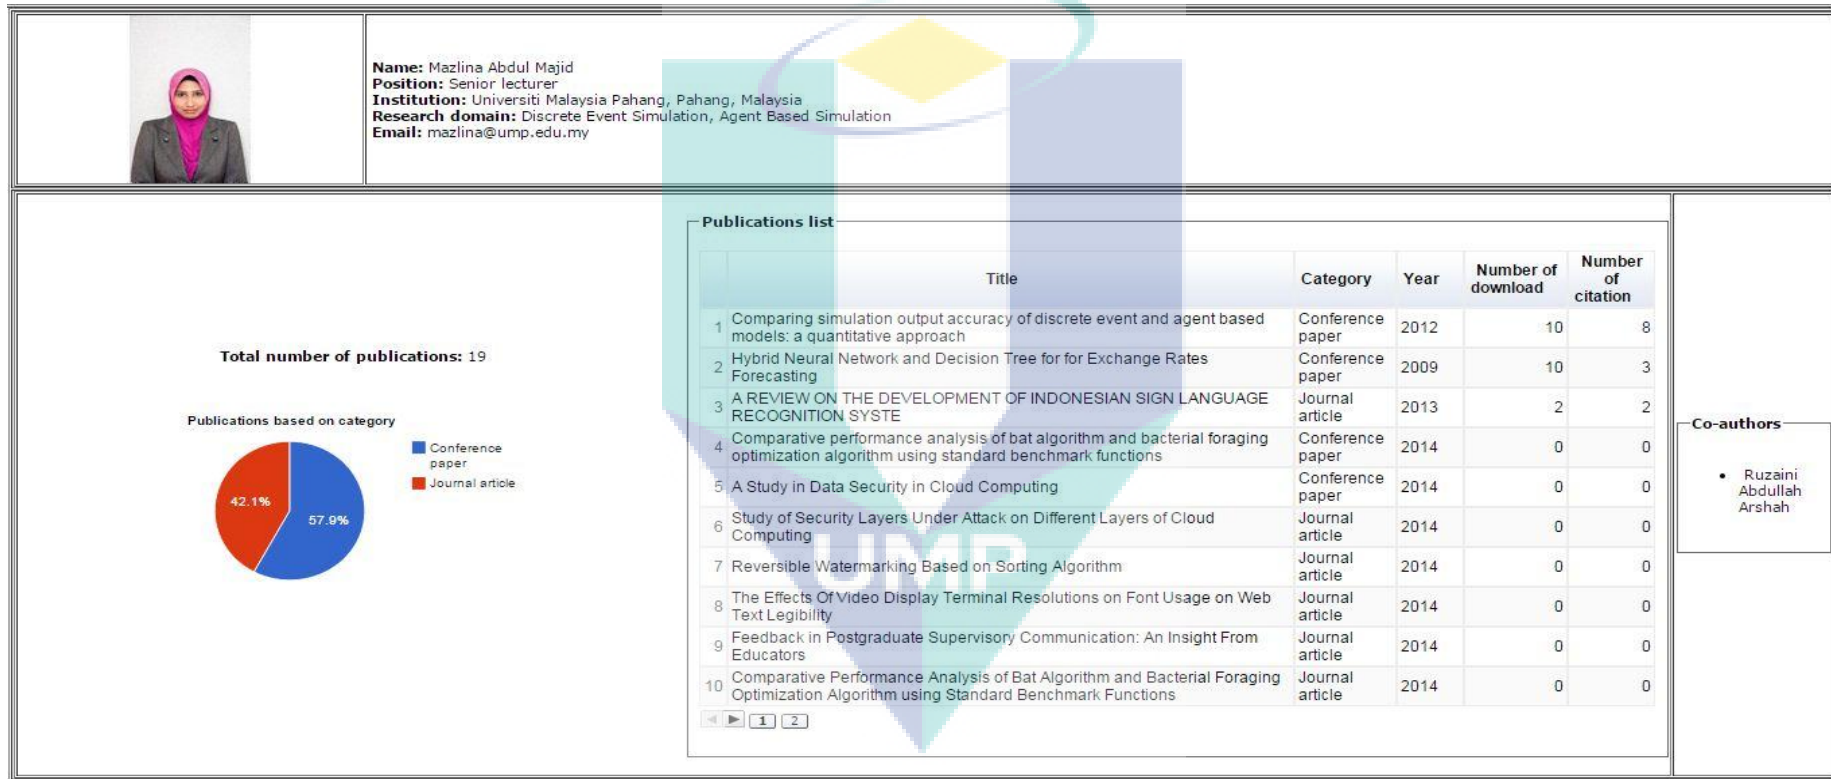 Name: Mazlina Abdul Majid
Position: Senior lecturer
Institution: Universiti Malaysia Pahang, Pahang, Malaysia
Research domain: Discrete Event Simulation, Agent Based Simulation
Email: mazlina@ump.edu.my
Total number of publications: 19
Publications based on category
Conference
paper
Journal article
42.1%
57.9%
Publications list
Title
Category
Year
Number of
download
Number
of
citation
1 Comparing simulation output accuracy of discrete event and agent based
models: a quantitative approach
Conference
paper
2012
10
8
2 Hybrid Neural Network and Decision Tree for for Exchange Rates
Forecasting
Conference
paper
2009
10
3
3 A REVIEW ON THE DEVELOPMENT OF INDONESIAN SIGN LANGUAGE
RECOGNITION SYSTE
Journal
article
2013
2
2
4 Comparative performance analysis of bat algorithm and bacterial foraging
optimization algorithm using standard benchmark functions
Conference
paper
2014
0
0
5 A Study in Data Security in Cloud Computing
Conference
paper
2014
0
0
6 Study of Security Layers Under Attack on Different Layers of Cloud
Computing
Journal
article
2014
0
0
7 Reversible Watermarking Based on Sorting Algorithm
Journal
article
2014
0
0
8 The Effects Of Video Display Terminal Resolutions on Font Usage on Web
Text Legibility
Journal
article
2014
0
0
9 Feedback in Postgraduate Supervisory Communication: An Insight From
Educators
Journal
article
2014
0
0
10 Comparative Performance Analysis of Bat Algorithm and Bacterial Foraging
Optimization Algorithm using Standard Benchmark Functions
Journal
article
2014
0
0
1 2
UMP
Co-authors
• Ruzaini
Abdullah
Arshah